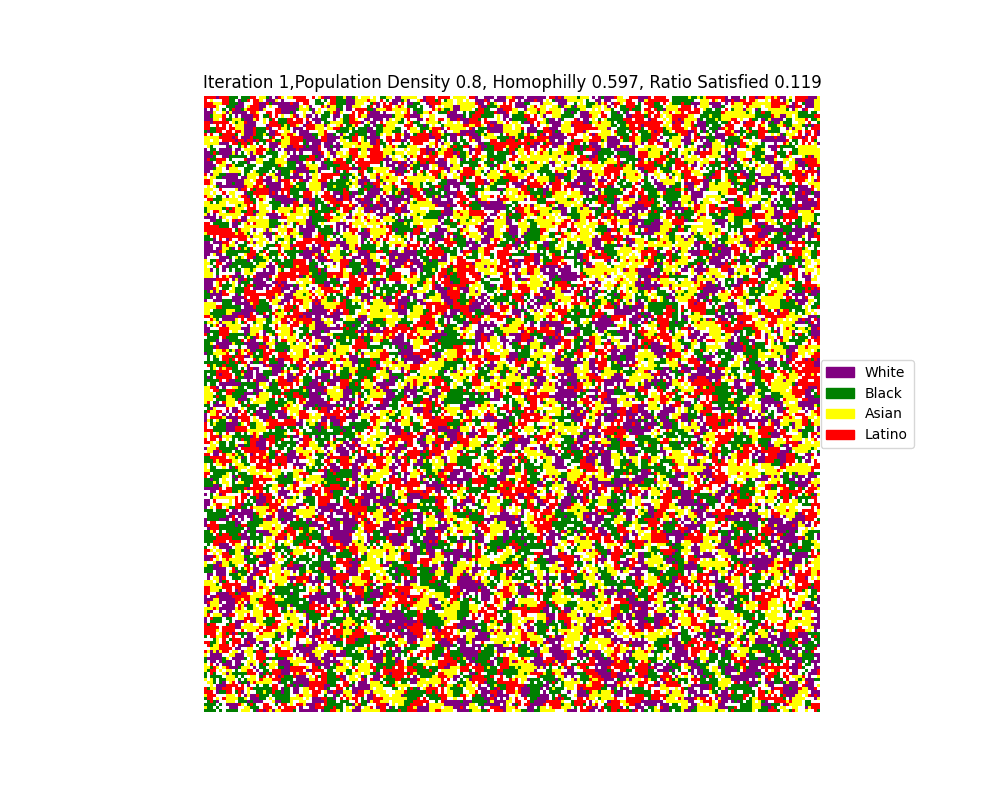 Iteration 1,Population Density 0.8, Homophilly 0.597, Ratio Satisfied 0.119
White
Black
Asian
Latino